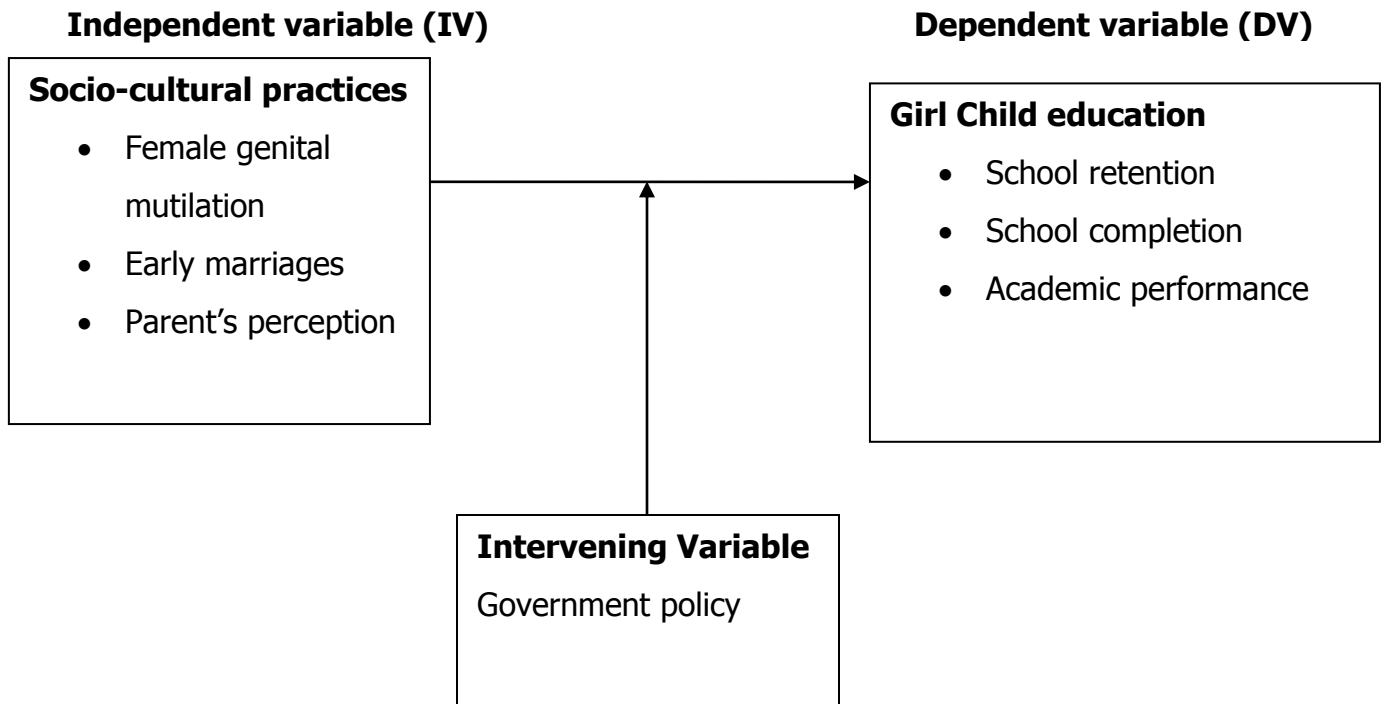 Independent variable (IV)
Dependent variable (DV)
Socio-cultural practices
• Female genital
mutilation
• Early marriages
• Parent’s perception
Girl Child education
• School retention
• School completion
• Academic performance
Intervening Variable
Government policy